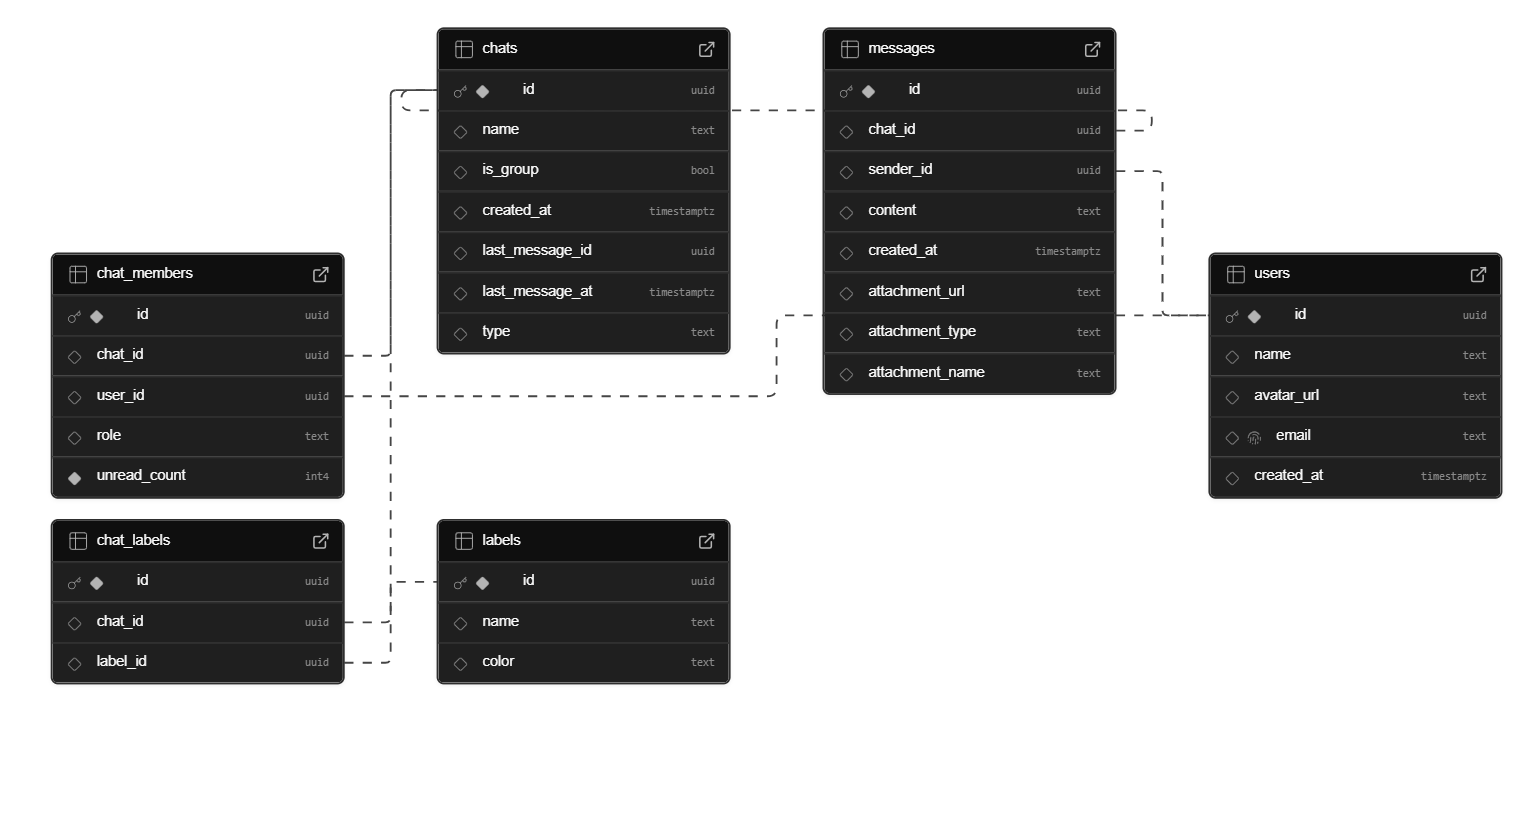 chats
id uuid
name text
is_group bool
created_at timestamptz
last_message_id uuid
last_message_at timestamptz
type text
messages
id uuid
chat_id uuid
sender_id uuid
content text
created_at timestamptz
attachment_url text
attachment_type text
attachment_name text
chat_members
id uuid
chat_id uuid
user_id uuid
role text
unread_count int4
users
id uuid
name text
avatar_url text
email text
created_at timestamptz
chat_labels
id uuid
chat_id uuid
label_id uuid
labels
id uuid
name text
color text